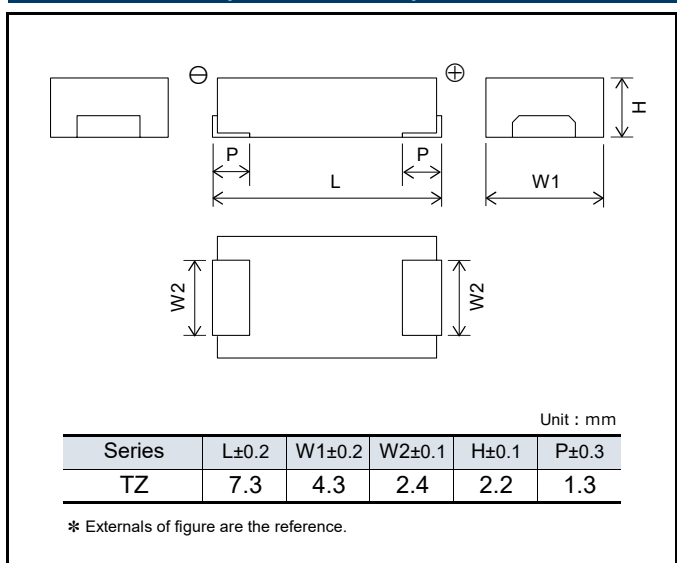 ⊖ ⊕
H
P P
L W1
W2 W2
Unit : mm
Series L±0.2 W1±0.2 W2±0.1 H±0.1 P±0.3
TZ 7.3 4.3 2.4 2.2 1.3
✽ Externals of figure are the reference.